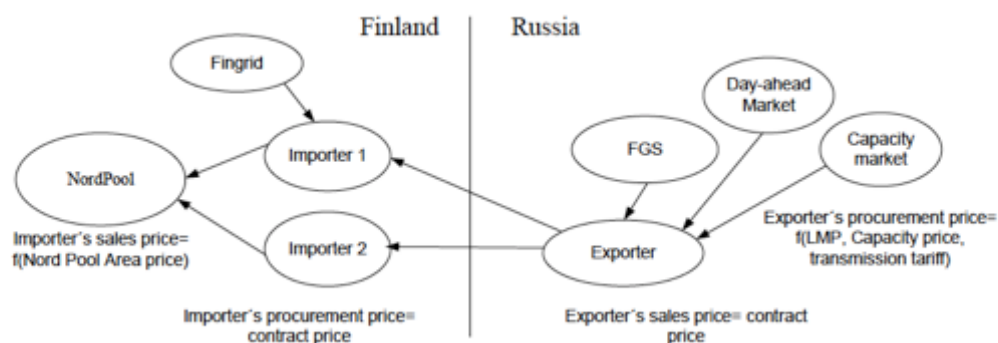 Finland
Russia
Fingrid
Day-ahead
Market
Importer 1
FGS
Capacity
market
NordPool
Importer´s sales price=
f(Nord Pool Area price)
Importer 2
Exporter
Exporter´s procurement price=
f(LMP, Capacity price,
transmission tariff)
Importer´s procurement price=
contract price
Exporter´s sales price= contract
price